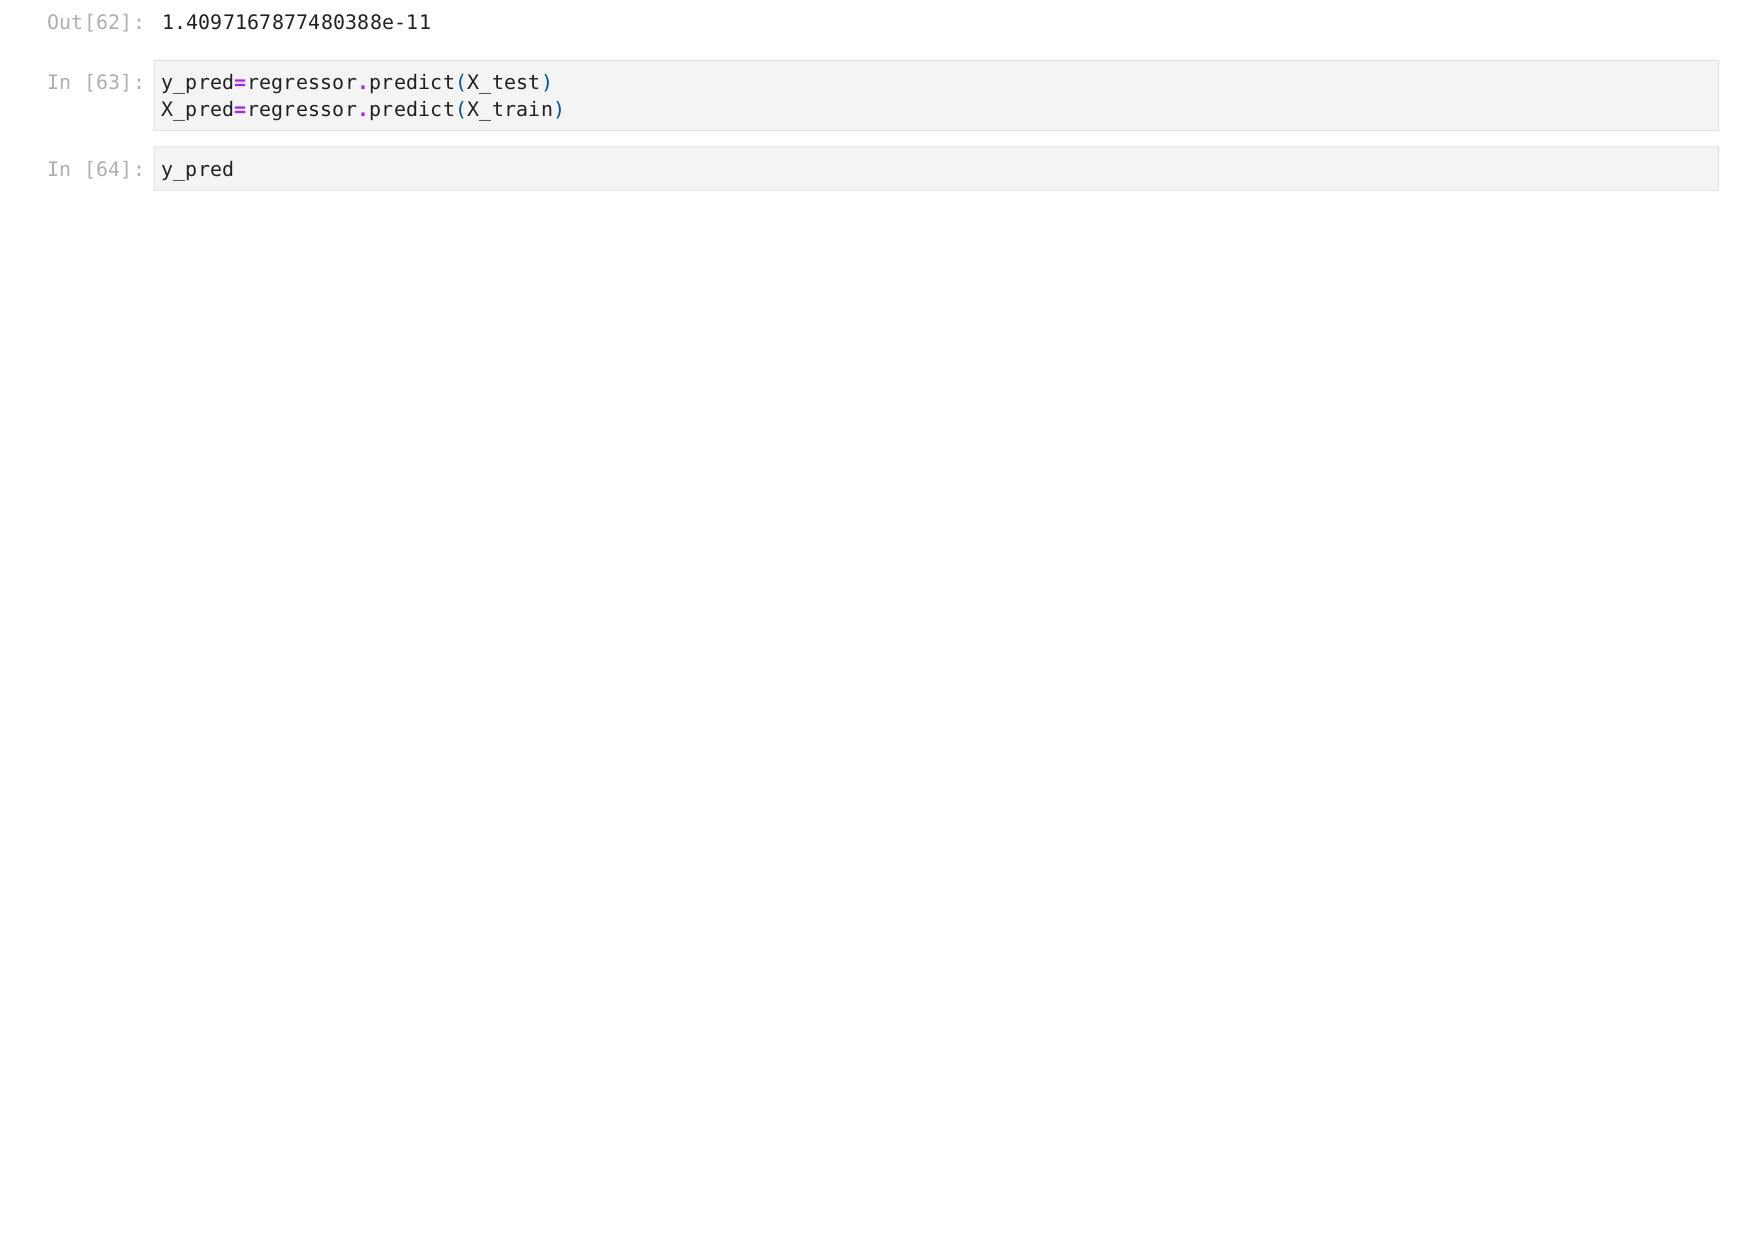 Out[62]: 1.4097167877480388e-11
In [63]: y_pred=regressor.predict(X_test)
X_pred=regressor.predict(X_train)
In [64]: y_pred